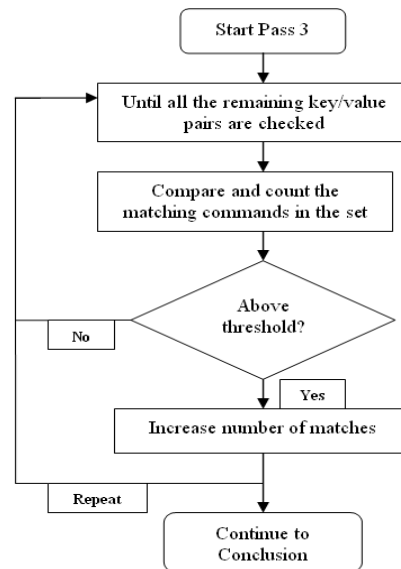 Start Pass 3
Until all the remaining key/value
pairs are checked
Compare and count the
matching commands in the set
Above
threshold?
No
Yes
Increase number of matches
Repeat
Continue to
Conclusion